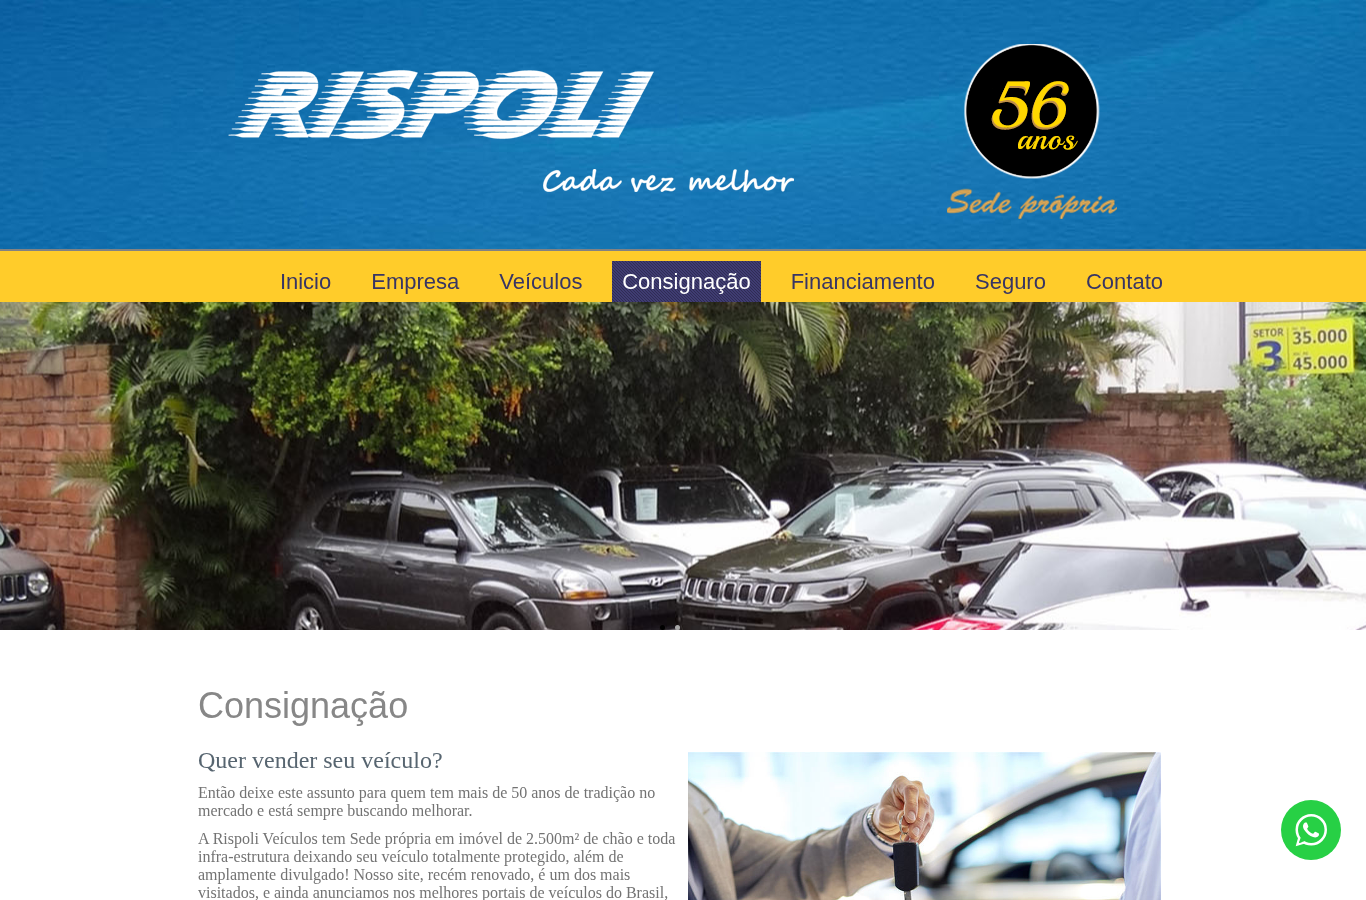 RISPOLI
Cada vez melhor
56
anos
Sede própria
Inicio Empresa Veículos Consignação Financiamento Seguro Contato
SETOR
3
35.000
45.000
Consignação
Quer vender seu veículo?
Então deixe este assunto para quem tem mais de 50 anos de tradição no
mercado e está sempre buscando melhorar.
A Rispoli Veículos tem Sede própria em imóvel de 2.500m² de chão e toda
infra-estrutura deixando seu veículo totalmente protegido, além de
amplamente divulgado! Nosso site, recém renovado, é um dos mais
visitados, e ainda anunciamos nos melhores portais de veículos do Brasil,